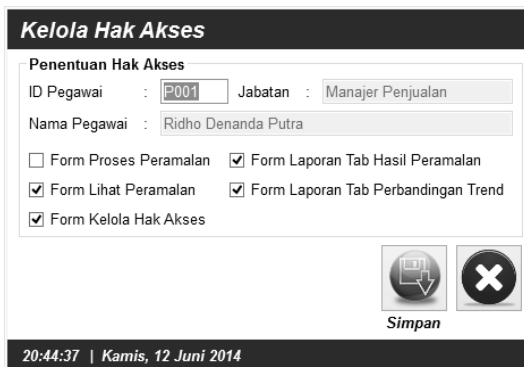 Kelola Hak Akses
Penentuan Hak Akses
ID Pegawai : P001 Jabatan : Manajer Penjualan
Nama Pegawai : Ridho Denanda Putra
Form Proses Peramalan Form Laporan Tab Hasil Peramalan
Form Lihat Peramalan Form Laporan Tab Perbandingan Trend
Form Kelola Hak Akses
Simpan
20:44:37 | Kamis, 12 Juni 2014